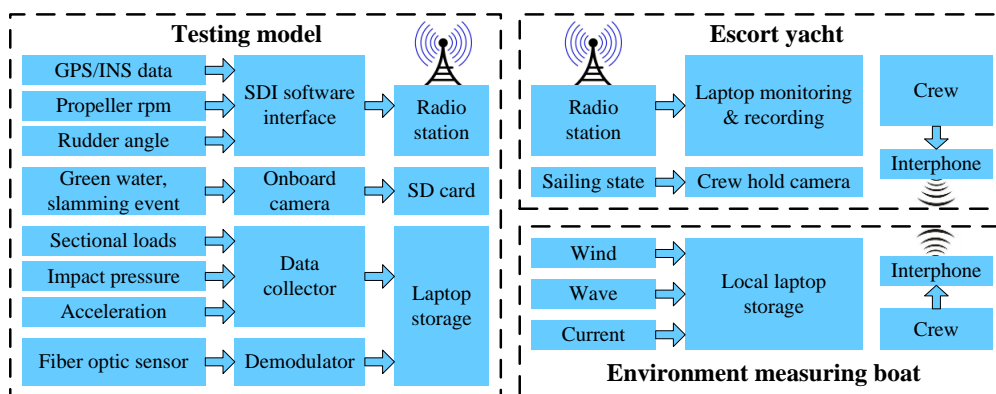 Testing model
GPS/INS data
Propeller rpm
Rudder angle
SDI software
interface
Radio
station
Green water,
slamming event
Onboard
camera
SD card
Sectional loads
Impact pressure
Acceleration
Data
collector
Laptop
storage
Fiber optic sensor
Demodulator
Escort yacht
Radio
station
Laptop monitoring
& recording
Crew
Interphone
Sailing state
Crew hold camera
Wind
Wave
Current
Local laptop
storage
Interphone
Crew
Environment measuring boat